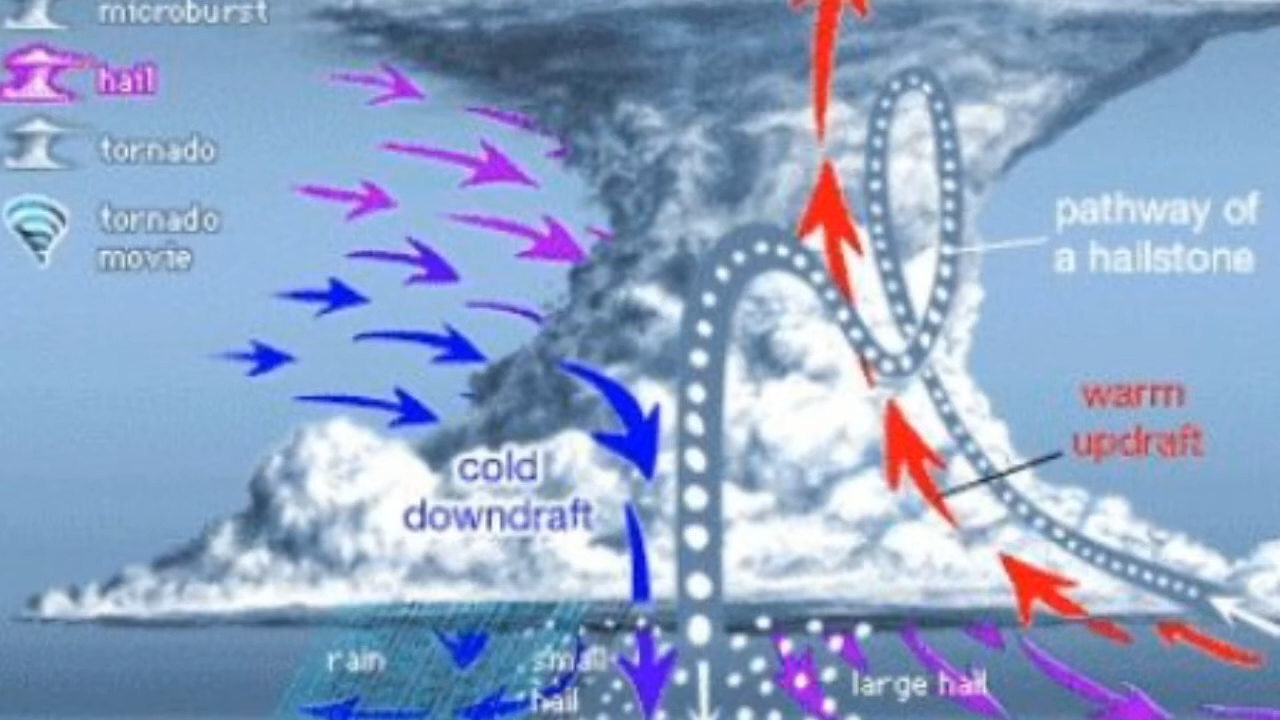 microburst
hail
tornado
tornado
movie
pathway of
a hailstone
warm
updraft
cold
downdraft
rain
small
hail
large hail